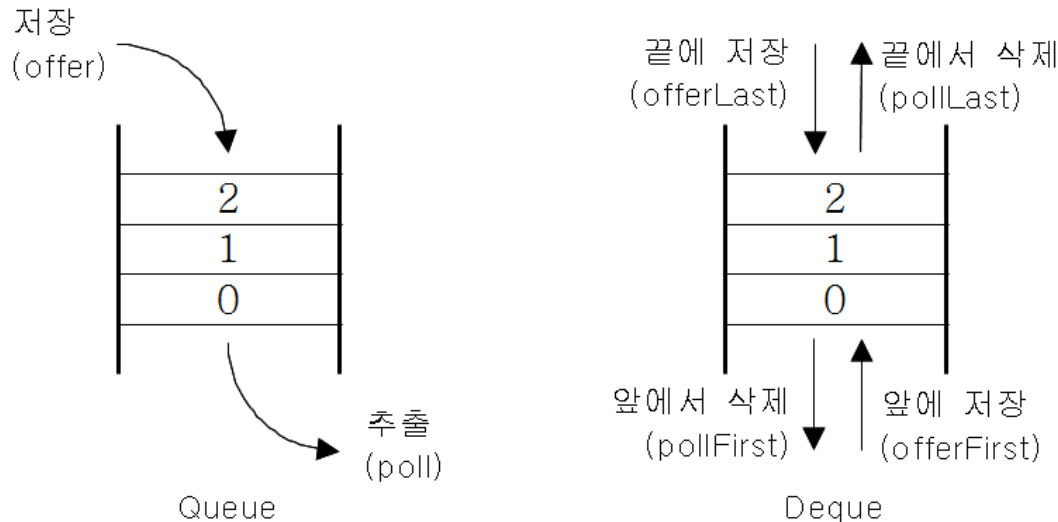 저장
(offer)
2
1
0
추출
(poll)
Queue
끝에 저장
(offerLast)
끝에서 삭제
(pollLast)
2
1
0
앞에서 삭제
(pollFirst)
앞에 저장
(offerFirst)
Deque